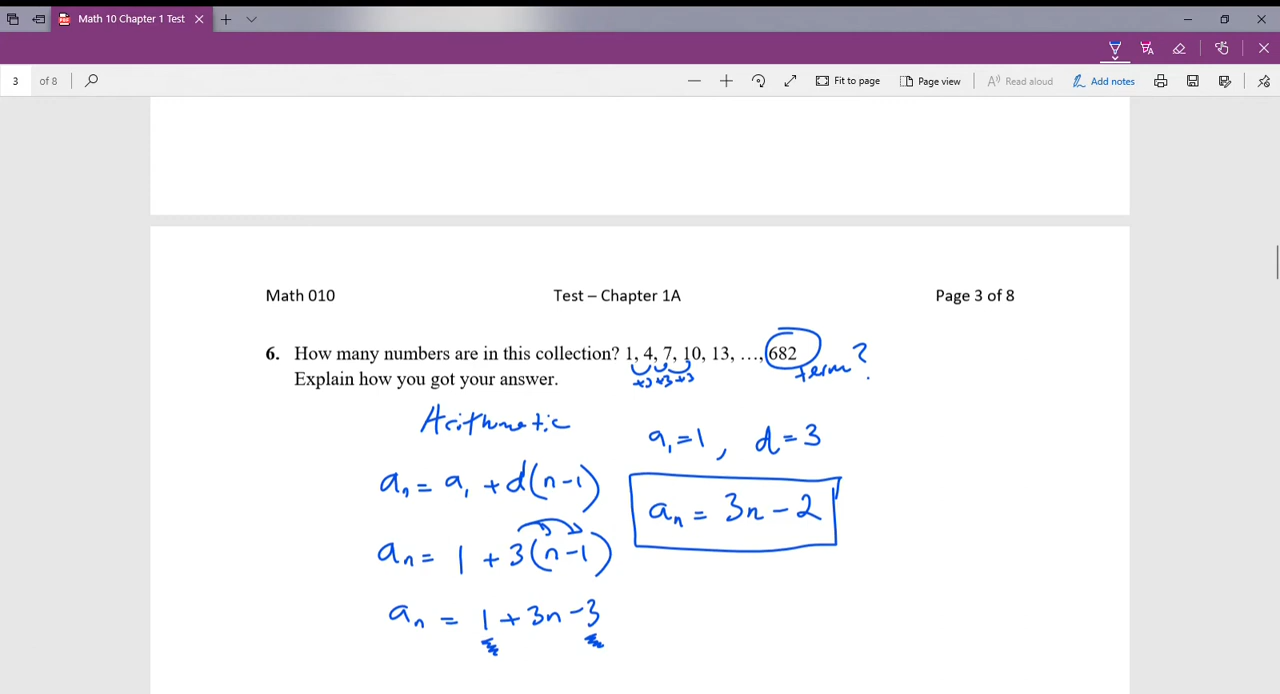 Math 10 Chapter 1 Test
3 of 8
Fit to page
Page view
Read aloud
Add notes
Math 010
Test – Chapter 1A
Page 3 of 8
6. How many numbers are in this collection? 1, 4, 7, 10, 13, …, 682
term?
Explain how you got your answer.
+3 +3 +3
Arithmetic
a₁=1, d=3
aₙ = a₁ + d(n-1)
aₙ = 3n - 2
aₙ = 1 + 3(n-1)
aₙ = 1 + 3n - 3